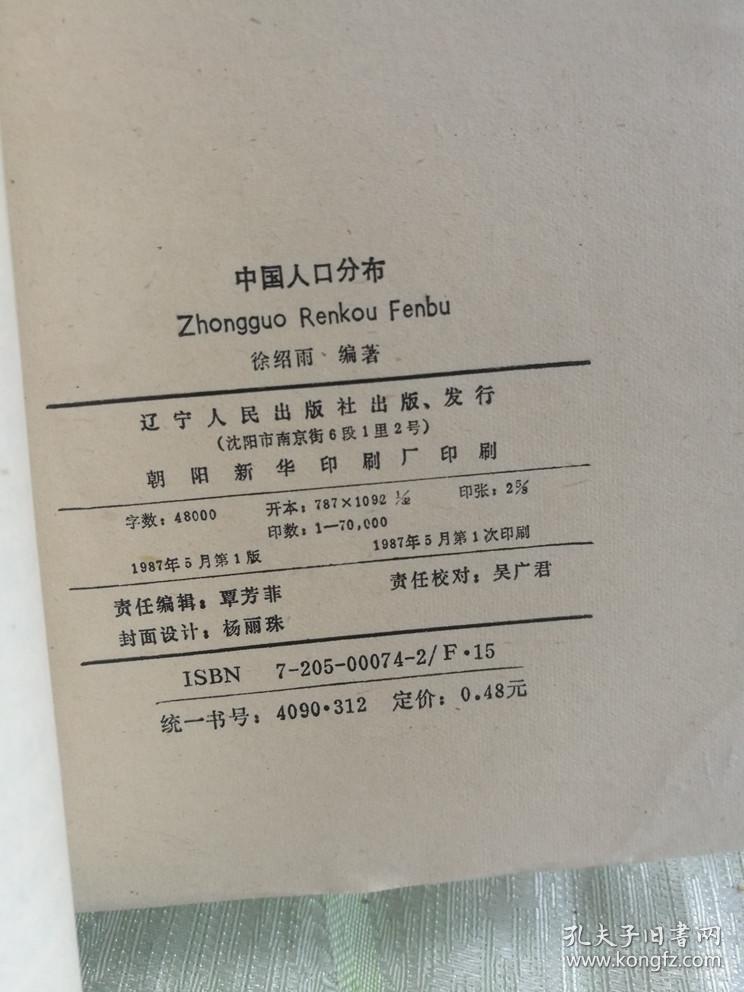 中国人口分布
Zhongguo Renkou Fenbu
徐绍雨 编著
辽宁人民出版社出版、发行
(沈阳市南京街6段1里2号)
朝阳新华印刷厂印刷
字数：48000 开本：787×1092 1/32 印张：2 5/8
印数：1—70,000
1987年5月第1版 1987年5月第1次印刷
责任编辑：覃芳菲 责任校对：吴广君
封面设计：杨丽珠
ISBN 7-205-00074-2/F·15
统一书号：4090·312 定价：0.48元
孔夫子旧書网
www.kongfz.com